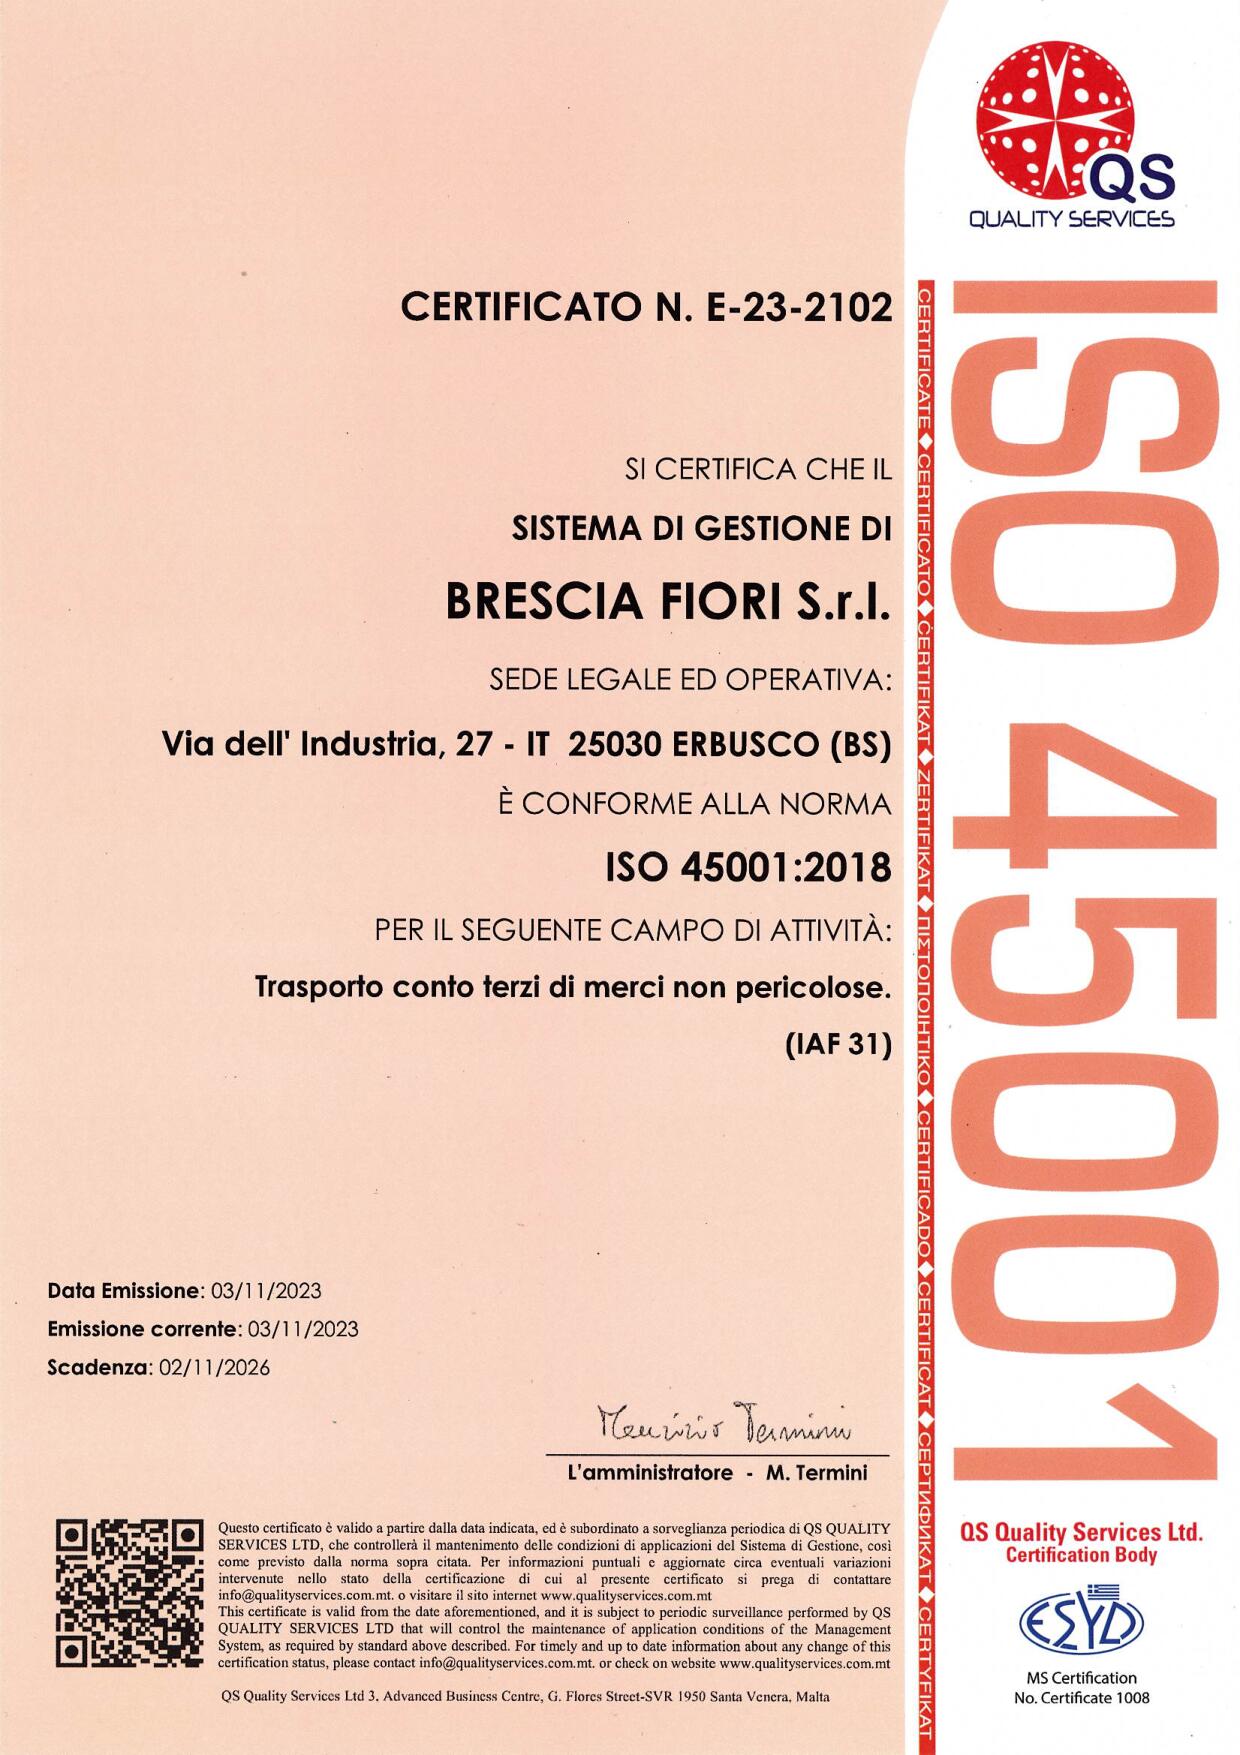 QS
QUALITY SERVICES
CERTIFICATO N. E-23-2102
SI CERTIFICA CHE IL
SISTEMA DI GESTIONE DI
BRESCIA FIORI S.r.l.
SEDE LEGALE ED OPERATIVA:
Via dell' Industria, 27 - IT 25030 ERBUSCO (BS)
È CONFORME ALLA NORMA
ISO 45001:2018
PER IL SEGUENTE CAMPO DI ATTIVITÀ:
Trasporto conto terzi di merci non pericolose.
(IAF 31)
Data Emissione: 03/11/2023
Emissione corrente: 03/11/2023
Scadenza: 02/11/2026
Maurizio Termini
L'amministratore - M. Termini
Questo certificato è valido a partire dalla data indicata, ed è subordinato a sorveglianza periodica di QS QUALITY
SERVICES LTD, che controllerà il mantenimento delle condizioni di applicazioni del Sistema di Gestione, così
come previsto dalla norma sopra citata. Per informazioni puntuali e aggiornate circa eventuali variazioni
intervenute nello stato della certificazione di cui al presente certificato si prega di contattare
info@qualityservices.com.mt. o visitare il sito internet www.qualityservices.com.mt
This certificate is valid from the date aforementioned, and it is subject to periodic surveillance performed by QS
QUALITY SERVICES LTD that will control the maintenance of application conditions of the Management
System, as required by standard above described. For timely and up to date information about any change of this
certification status, please contact info@qualityservices.com.mt. or check on website www.qualityservices.com.mt
QS Quality Services Ltd 3, Advanced Business Centre, G. Flores Street-SVR 1950 Santa Venera, Malta
CERTIFICATE ◆ CERTIFICATO ◆ CERTIFIKAT ◆ ZERTIFIKAT ◆ ΠΙΣΤΟΠΟΙΗΤΙΚΟ ◆ CERTIFICADO ◆ CERTIFICAT ◆ СЕРТИФИКАТ ◆ CERTYFIKAT
ISO 45001
QS Quality Services Ltd.
Certification Body
ESYD
MS Certification
No. Certificate 1008